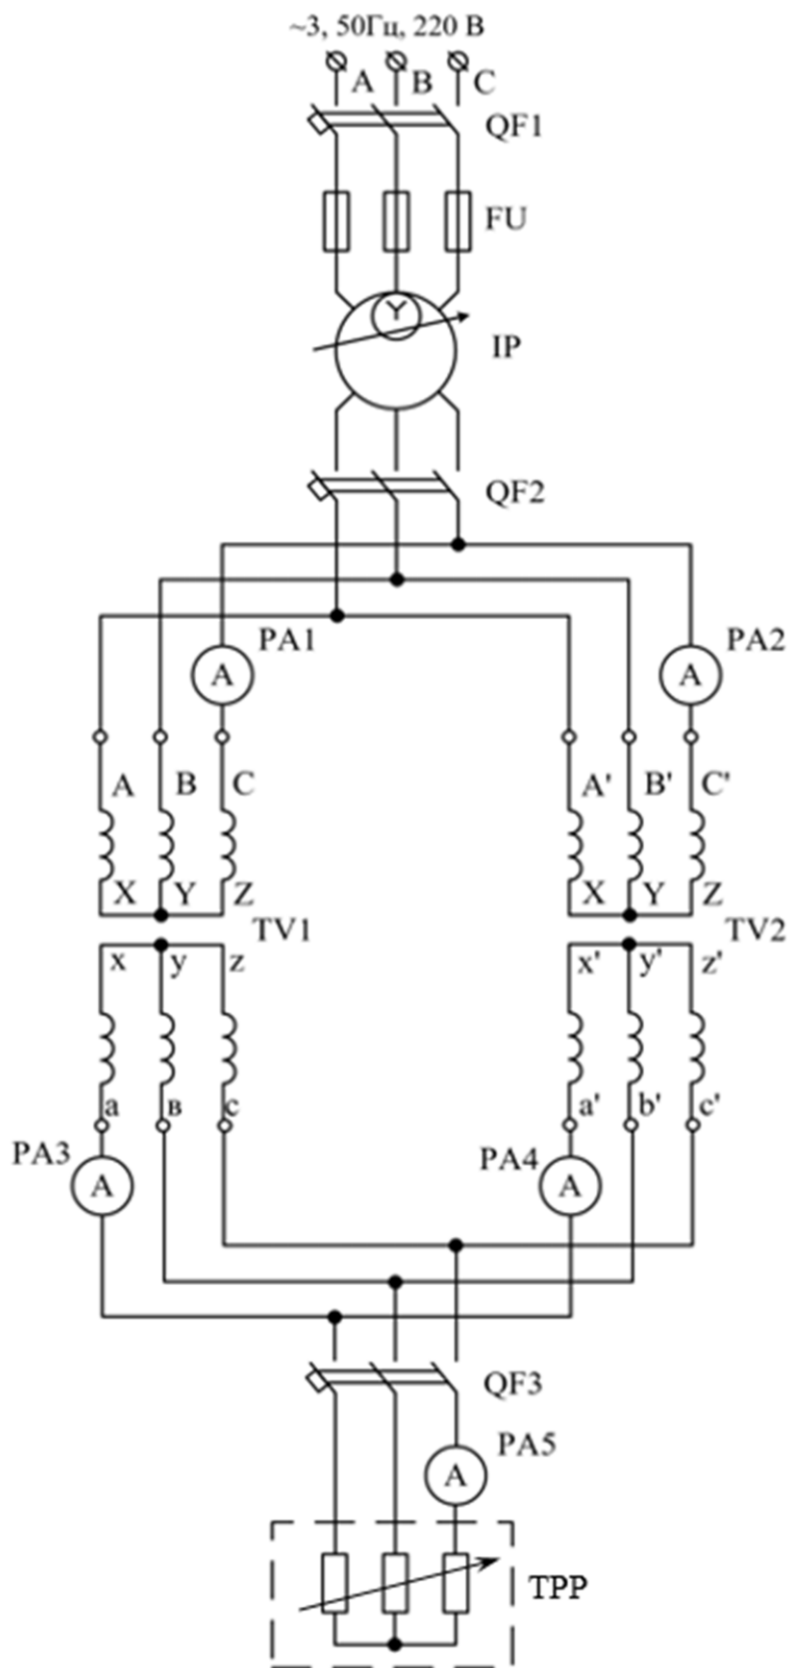 ~3, 50Гц, 220 В
A B C
QF1
FU
Y
IP
QF2
PA1 PA2
A A
A B C A' B' C'
X Y Z X Y Z
TV1 TV2
x y z x' y' z'
a в c a' b' c'
PA3 PA4
A A
QF3
PA5
A
TPP